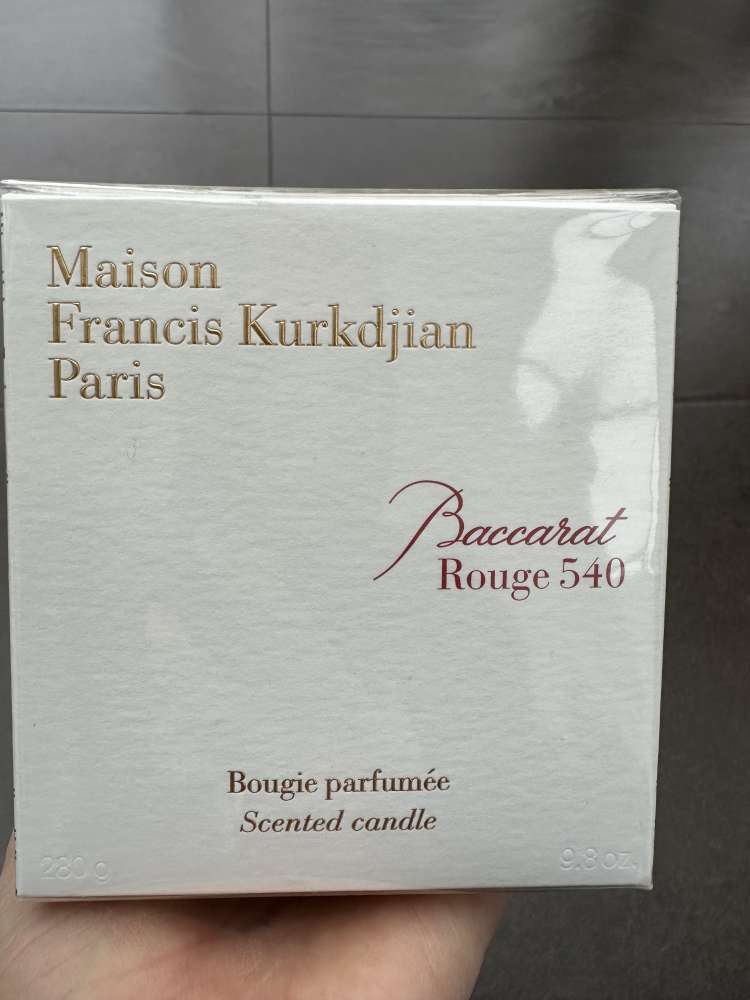 Maison
Francis Kurkdjian
Paris
Baccarat
Rouge 540
Bougie parfumée
Scented candle
280 g 9.8 oz.